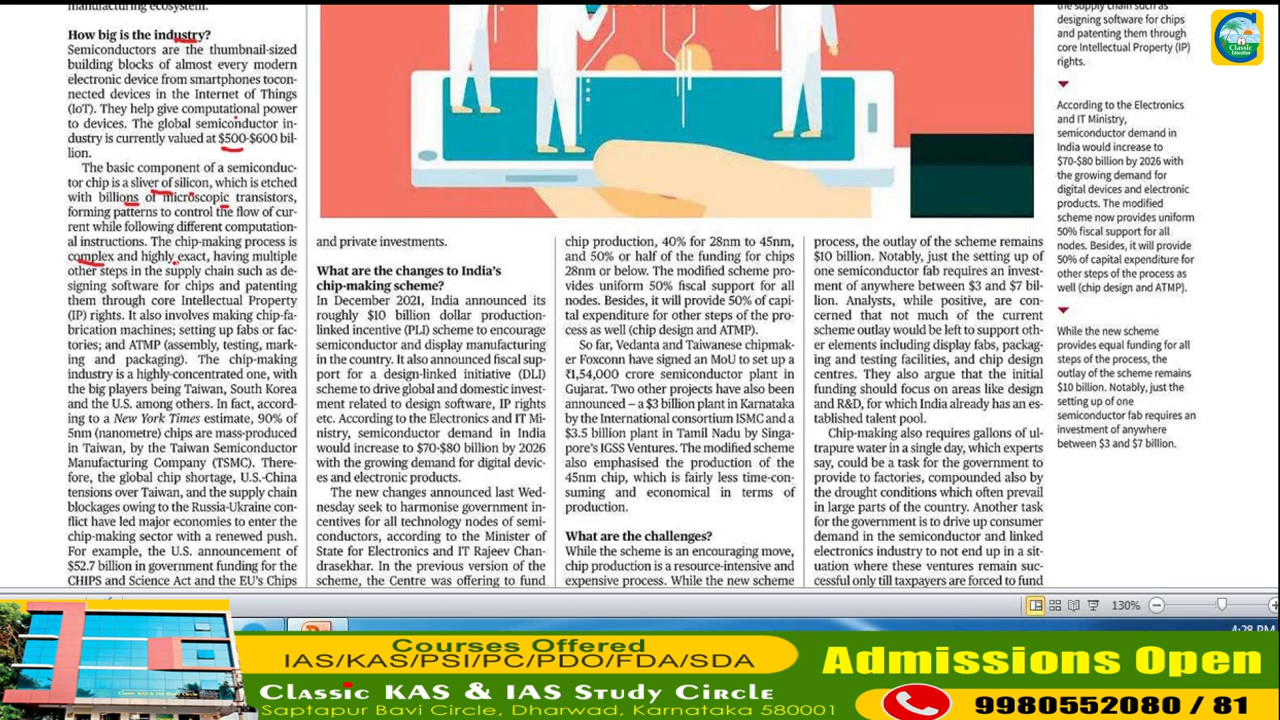 manufacturing ecosystem.
How big is the industry?
Semiconductors are the thumbnail-sized
building blocks of almost every modern
electronic device from smartphones tocon-
nected devices in the Internet of Things
(IoT). They help give computational power
to devices. The global semiconductor in-
dustry is currently valued at $500-$600 bil-
lion.
The basic component of a semiconduc-
tor chip is a sliver of silicon, which is etched
with billions of microscopic transistors,
forming patterns to control the flow of cur-
rent while following different computation-
al instructions. The chip-making process is
complex and highly exact, having multiple
other steps in the supply chain such as de-
signing software for chips and patenting
them through core Intellectual Property
(IP) rights. It also involves making chip-fa-
brication machines; setting up fabs or fac-
tories; and ATMP (assembly, testing, mark-
ing and packaging). The chip-making
industry is a highly-concentrated one, with
the big players being Taiwan, South Korea
and the U.S. among others. In fact, accord-
ing to a New York Times estimate, 90% of
5nm (nanometre) chips are mass-produced
in Taiwan, by the Taiwan Semiconductor
Manufacturing Company (TSMC). There-
fore, the global chip shortage, U.S.-China
tensions over Taiwan, and the supply chain
blockages owing to the Russia-Ukraine con-
flict have led major economies to enter the
chip-making sector with a renewed push.
For example, the U.S. announcement of
$52.7 billion in government funding for the
CHIPS and Science Act and the EU's Chips
and private investments.
What are the changes to India's
chip-making scheme?
In December 2021, India announced its
roughly $10 billion dollar production-
linked incentive (PLI) scheme to encourage
semiconductor and display manufacturing
in the country. It also announced fiscal sup-
port for a design-linked initiative (DLI)
scheme to drive global and domestic invest-
ment related to design software, IP rights
etc. According to the Electronics and IT Mi-
nistry, semiconductor demand in India
would increase to $70-$80 billion by 2026
with the growing demand for digital devic-
es and electronic products.
The new changes announced last Wed-
nesday seek to harmonise government in-
centives for all technology nodes of semi-
conductors, according to the Minister of
State for Electronics and IT Rajeev Chan-
drasekhar. In the previous version of the
scheme, the Centre was offering to fund
chip production, 40% for 28nm to 45nm,
and 50% or half of the funding for chips
28nm or below. The modified scheme pro-
vides uniform 50% fiscal support for all
nodes. Besides, it will provide 50% of capi-
tal expenditure for other steps of the pro-
cess as well (chip design and ATMP).
So far, Vedanta and Taiwanese chipmak-
er Foxconn have signed an MoU to set up a
₹1,54,000 crore semiconductor plant in
Gujarat. Two other projects have also been
announced – a $3 billion plant in Karnataka
by the International consortium ISMC and a
$3.5 billion plant in Tamil Nadu by Singa-
pore's IGSS Ventures. The modified scheme
also emphasised the production of the
45nm chip, which is fairly less time-con-
suming and economical in terms of
production.
What are the challenges?
While the scheme is an encouraging move,
chip production is a resource-intensive and
expensive process. While the new scheme
process, the outlay of the scheme remains
$10 billion. Notably, just the setting up of
one semiconductor fab requires an invest-
ment of anywhere between $3 and $7 bil-
lion. Analysts, while positive, are con-
cerned that not much of the current
scheme outlay would be left to support oth-
er elements including display fabs, packag-
ing and testing facilities, and chip design
centres. They also argue that the initial
funding should focus on areas like design
and R&D, for which India already has an es-
tablished talent pool.
Chip-making also requires gallons of ul-
trapure water in a single day, which experts
say, could be a task for the government to
provide to factories, compounded also by
the drought conditions which often prevail
in large parts of the country. Another task
for the government is to drive up consumer
demand in the semiconductor and linked
electronics industry to not end up in a sit-
uation where these ventures remain suc-
cessful only till taxpayers are forced to fund
the supply chain such as
designing software for chips
and patenting them through
core Intellectual Property (IP)
rights.
According to the Electronics
and IT Ministry,
semiconductor demand in
India would increase to
$70-$80 billion by 2026 with
the growing demand for
digital devices and electronic
products. The modified
scheme now provides uniform
50% fiscal support for all
nodes. Besides, it will provide
50% of capital expenditure for
other steps of the process as
well (chip design and ATMP).
While the new scheme
provides equal funding for all
steps of the process, the
outlay of the scheme remains
$10 billion. Notably, just the
setting up of one
semiconductor fab requires an
investment of anywhere
between $3 and $7 billion.
Classic
Education
130%
4:28 PM
Courses Offered
IAS/KAS/PSI/PC/PDO/FDA/SDA
Classic KAS & IAS Study Circle
Saptapur Bavi Circle, Dharwad, Karnataka 580001
Admissions Open
9980552080 / 81